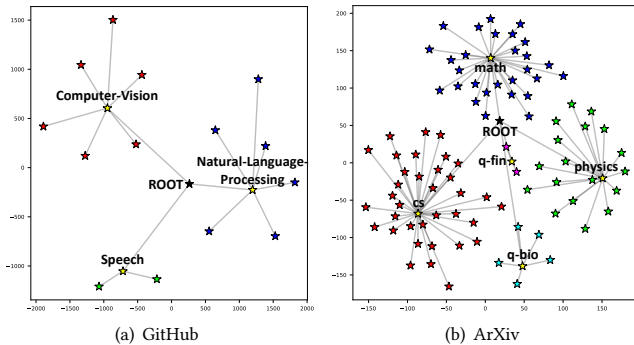 1500
1000
500
0
−500
−1000
−2000 −1500 −1000 −500 0 500 1000 1500 2000
Computer-Vision
ROOT
Natural-Language-
Processing
Speech
(a) GitHub
200
150
100
50
0
−50
−100
−150
−150 −100 −50 0 50 100 150
math
ROOT
q-fin
physics
cs
q-bio
(b) ArXiv